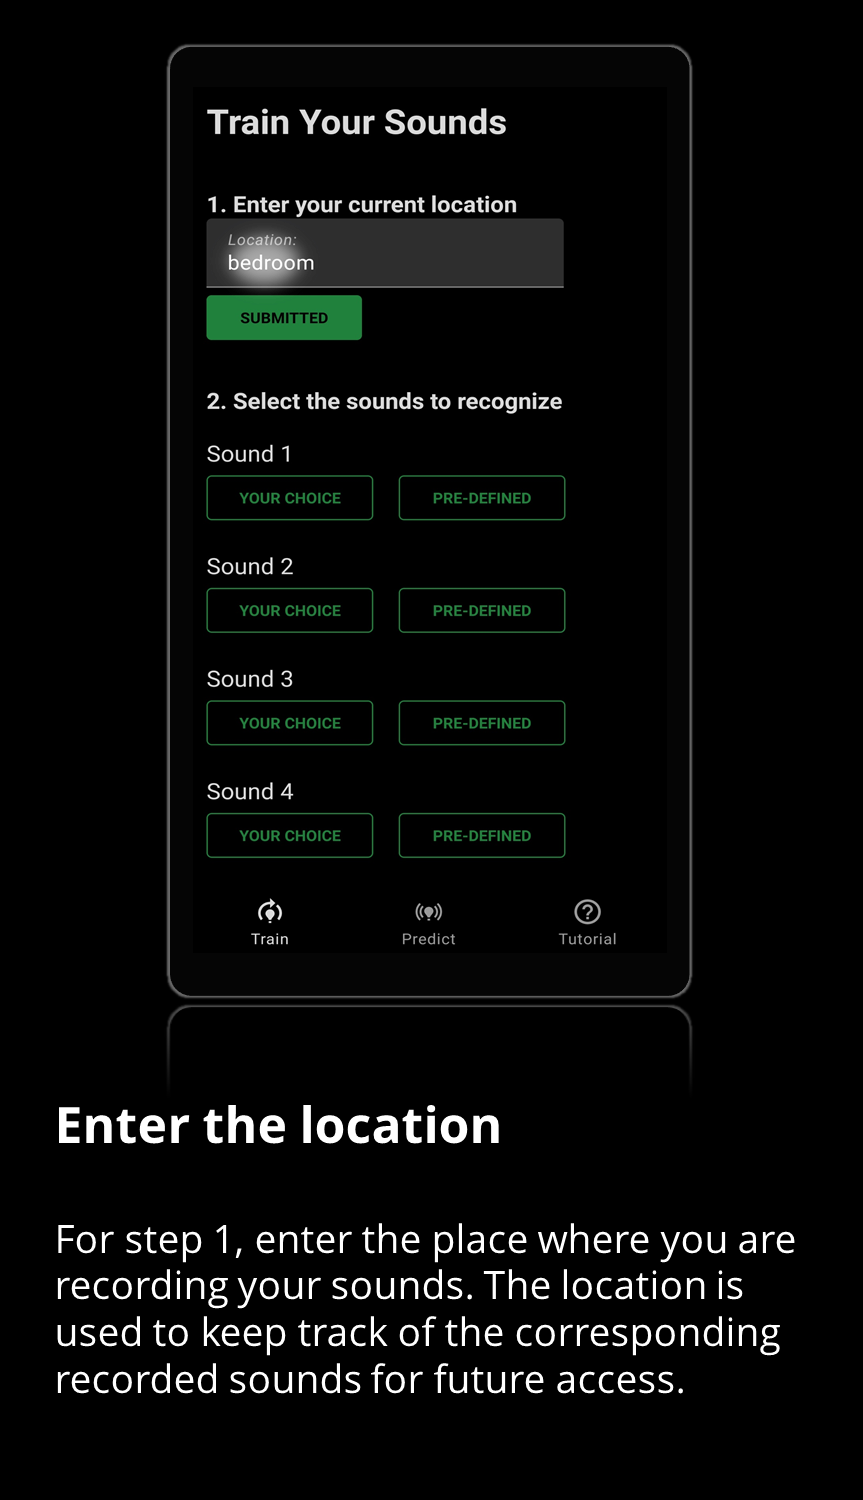 Train Your Sounds
1. Enter your current location
Location:
bedroom
SUBMITTED
2. Select the sounds to recognize
Sound 1
YOUR CHOICE PRE-DEFINED
Sound 2
YOUR CHOICE PRE-DEFINED
Sound 3
YOUR CHOICE PRE-DEFINED
Sound 4
YOUR CHOICE PRE-DEFINED
Train Predict Tutorial
Enter the location
For step 1, enter the place where you are
recording your sounds. The location is
used to keep track of the corresponding
recorded sounds for future access.